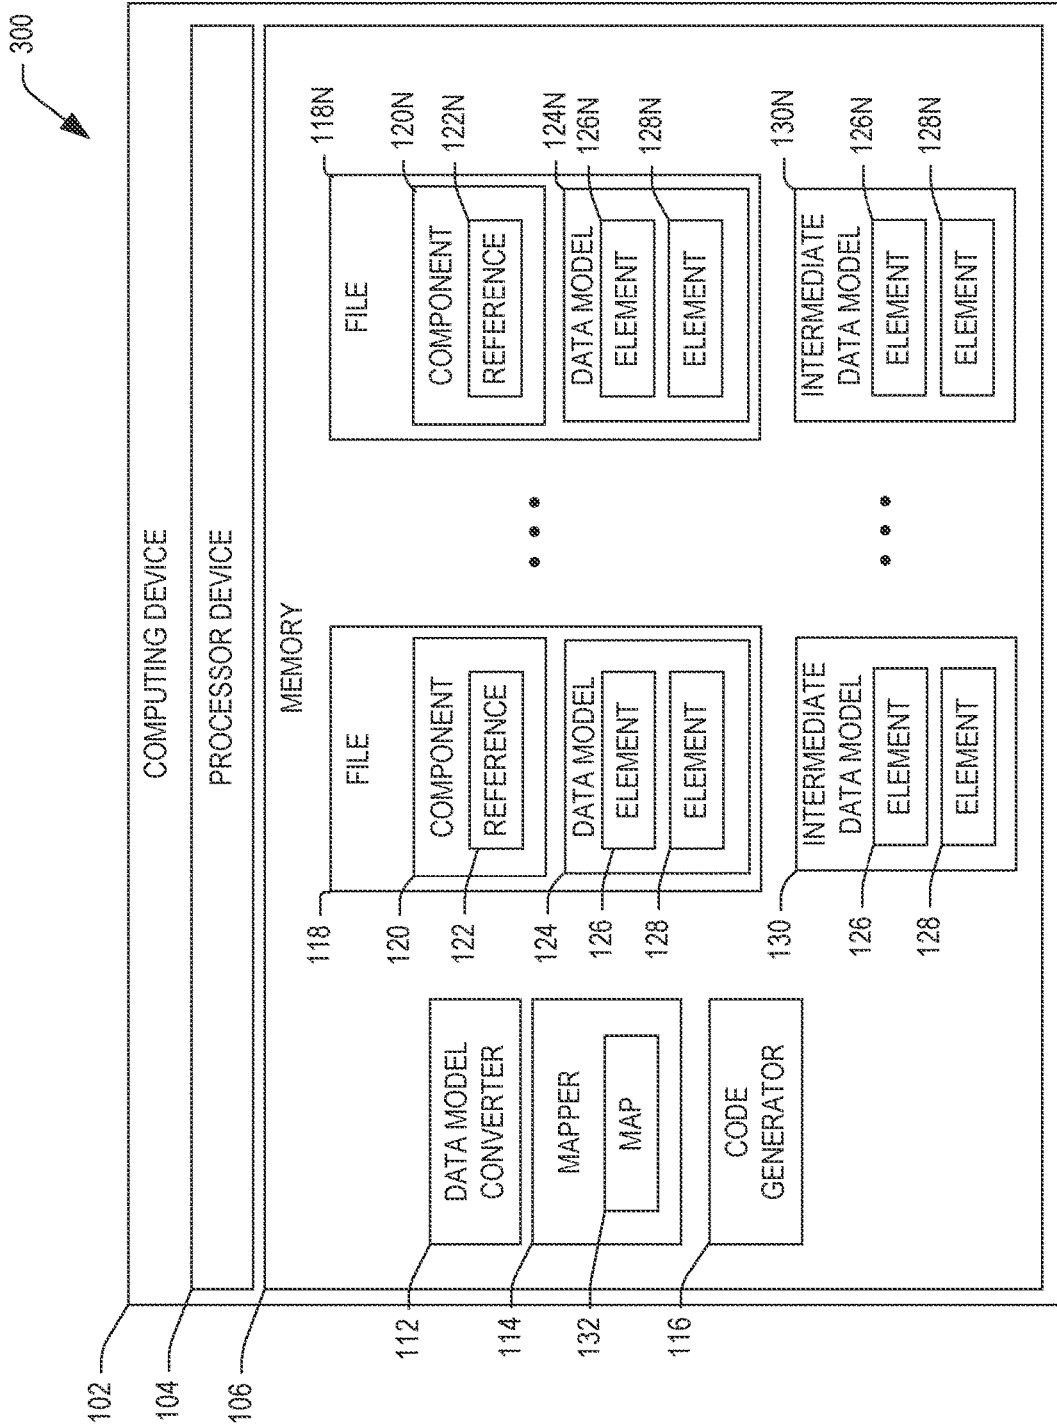 300
COMPUTING DEVICE
102
PROCESSOR DEVICE
104
MEMORY
106
DATA MODEL
CONVERTER
112
MAPPER
114
MAP
132
CODE
GENERATOR
116
FILE
118
COMPONENT
120
REFERENCE
122
DATA MODEL
124
ELEMENT
126
ELEMENT
128
INTERMEDIATE
DATA MODEL
130
ELEMENT
126
ELEMENT
128
FILE
118N
COMPONENT
120N
REFERENCE
122N
DATA MODEL
124N
ELEMENT
126N
ELEMENT
128N
INTERMEDIATE
DATA MODEL
130N
ELEMENT
126N
ELEMENT
128N